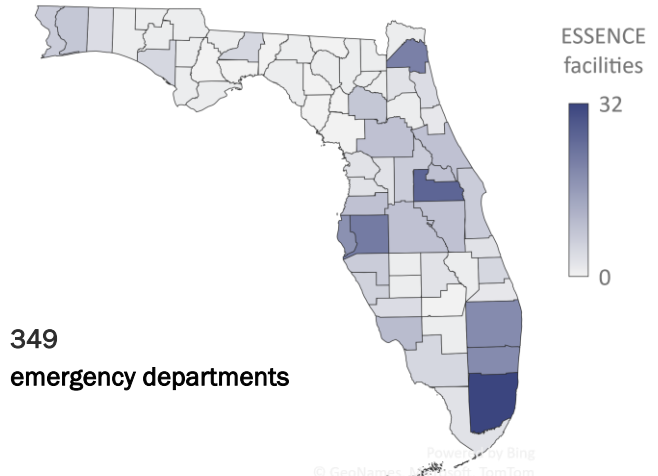 ESSENCE
facilities
32
0
349
emergency departments
Powered by Bing
© GeoNames, Microsoft, TomTom